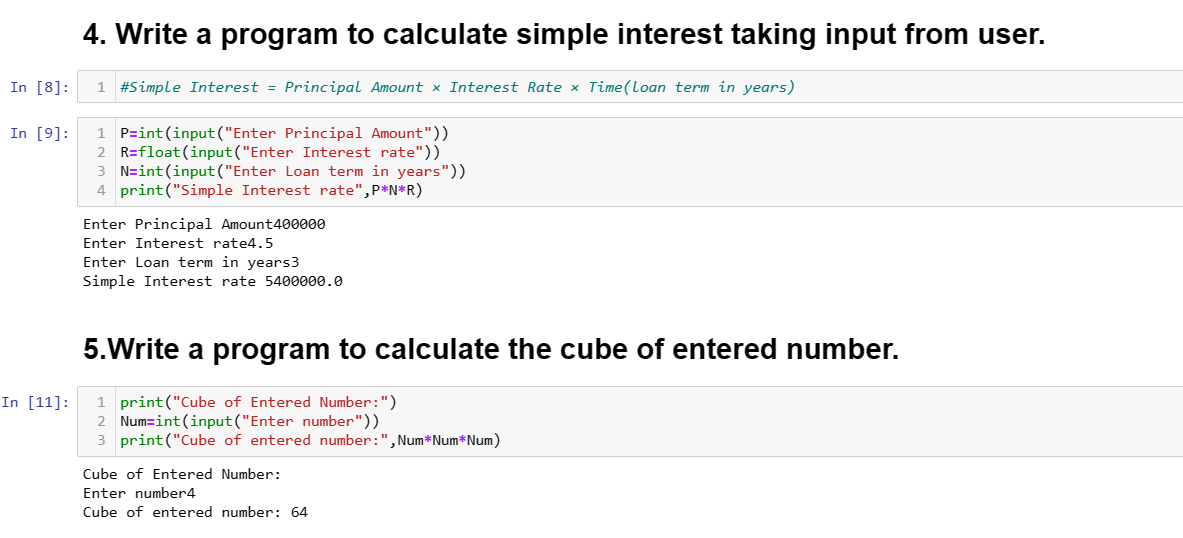 4. Write a program to calculate simple interest taking input from user.
In [8]: 1 #Simple Interest = Principal Amount × Interest Rate × Time(loan term in years)
In [9]: 1 P=int(input("Enter Principal Amount"))
2 R=float(input("Enter Interest rate"))
3 N=int(input("Enter Loan term in years"))
4 print("Simple Interest rate",P*N*R)
Enter Principal Amount400000
Enter Interest rate4.5
Enter Loan term in years3
Simple Interest rate 5400000.0
5.Write a program to calculate the cube of entered number.
In [11]: 1 print("Cube of Entered Number:")
2 Num=int(input("Enter number"))
3 print("Cube of entered number:",Num*Num*Num)
Cube of Entered Number:
Enter number4
Cube of entered number: 64